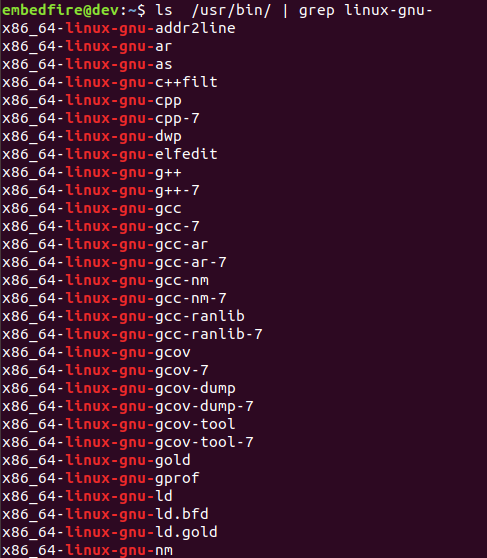 embedfire@dev:~$ ls  /usr/bin/ | grep linux-gnu-
x86_64-linux-gnu-addr2line
x86_64-linux-gnu-ar
x86_64-linux-gnu-as
x86_64-linux-gnu-c++filt
x86_64-linux-gnu-cpp
x86_64-linux-gnu-cpp-7
x86_64-linux-gnu-dwp
x86_64-linux-gnu-elfedit
x86_64-linux-gnu-g++
x86_64-linux-gnu-g++-7
x86_64-linux-gnu-gcc
x86_64-linux-gnu-gcc-7
x86_64-linux-gnu-gcc-ar
x86_64-linux-gnu-gcc-ar-7
x86_64-linux-gnu-gcc-nm
x86_64-linux-gnu-gcc-nm-7
x86_64-linux-gnu-gcc-ranlib
x86_64-linux-gnu-gcc-ranlib-7
x86_64-linux-gnu-gcov
x86_64-linux-gnu-gcov-7
x86_64-linux-gnu-gcov-dump
x86_64-linux-gnu-gcov-dump-7
x86_64-linux-gnu-gcov-tool
x86_64-linux-gnu-gcov-tool-7
x86_64-linux-gnu-gold
x86_64-linux-gnu-gprof
x86_64-linux-gnu-ld
x86_64-linux-gnu-ld.bfd
x86_64-linux-gnu-ld.gold
x86_64-linux-gnu-nm